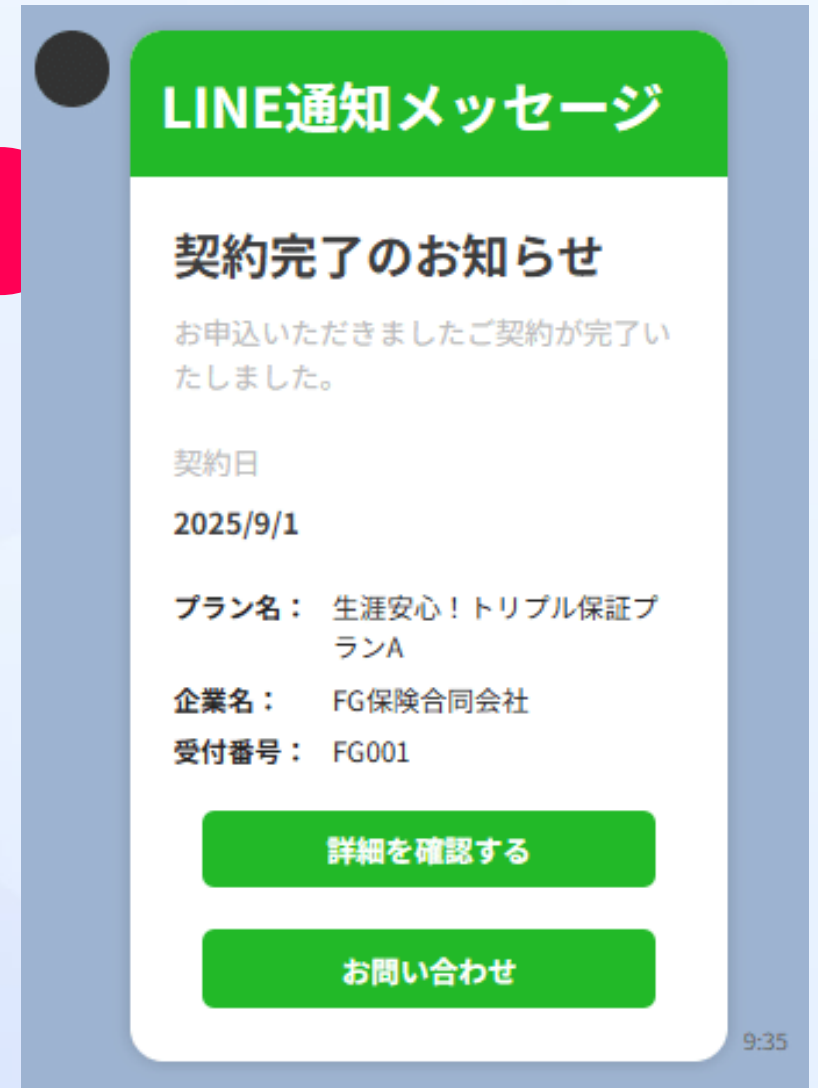 LINE通知メッセージ
契約完了のお知らせ
お申込いただきましたご契約が完了い
たしました。
契約日
2025/9/1
プラン名： 生涯安心！トリプル保証プ
ランA
企業名： FG保険合同会社
受付番号： FG001
詳細を確認する
お問い合わせ
9:35